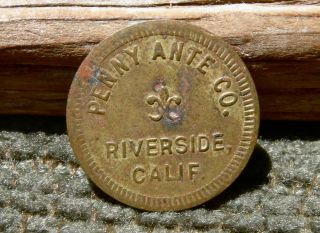 PENNY ANTE CO.
RIVERSIDE,
CALIF.